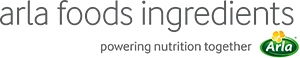 arla foods ingredients
powering nutrition together
Arla